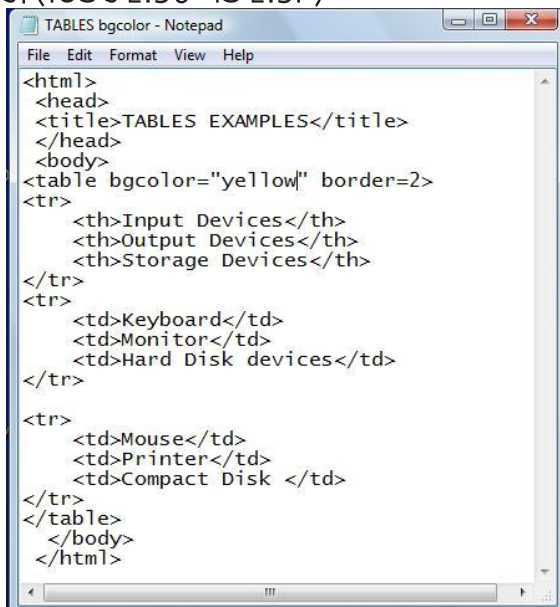 TABLES bgcolor - Notepad
File Edit Format View Help
<html>
<head>
<title>TABLES EXAMPLES</title>
</head>
<body>
<table bgcolor="yellow" border=2>
<tr>
<th>Input Devices</th>
<th>Output Devices</th>
<th>Storage Devices</th>
</tr>
<tr>
<td>Keyboard</td>
<td>Monitor</td>
<td>Hard Disk devices</td>
</tr>
<tr>
<td>Mouse</td>
<td>Printer</td>
<td>Compact Disk </td>
</tr>
</table>
</body>
</html>